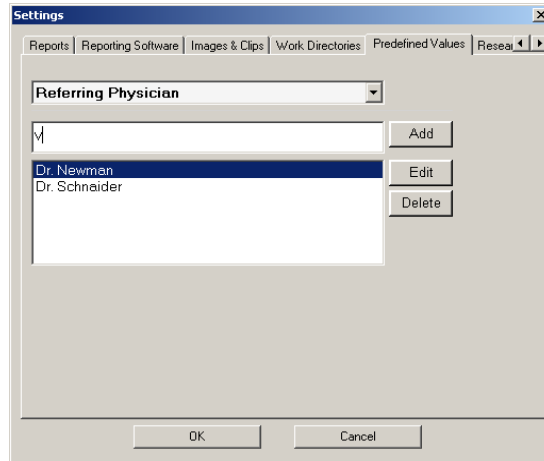 Settings
Reports Reporting Software Images & Clips Work Directories Predefined Values Resear
Referring Physician
v Add
Dr. Newman Edit
Dr. Schnaider
Delete
OK Cancel